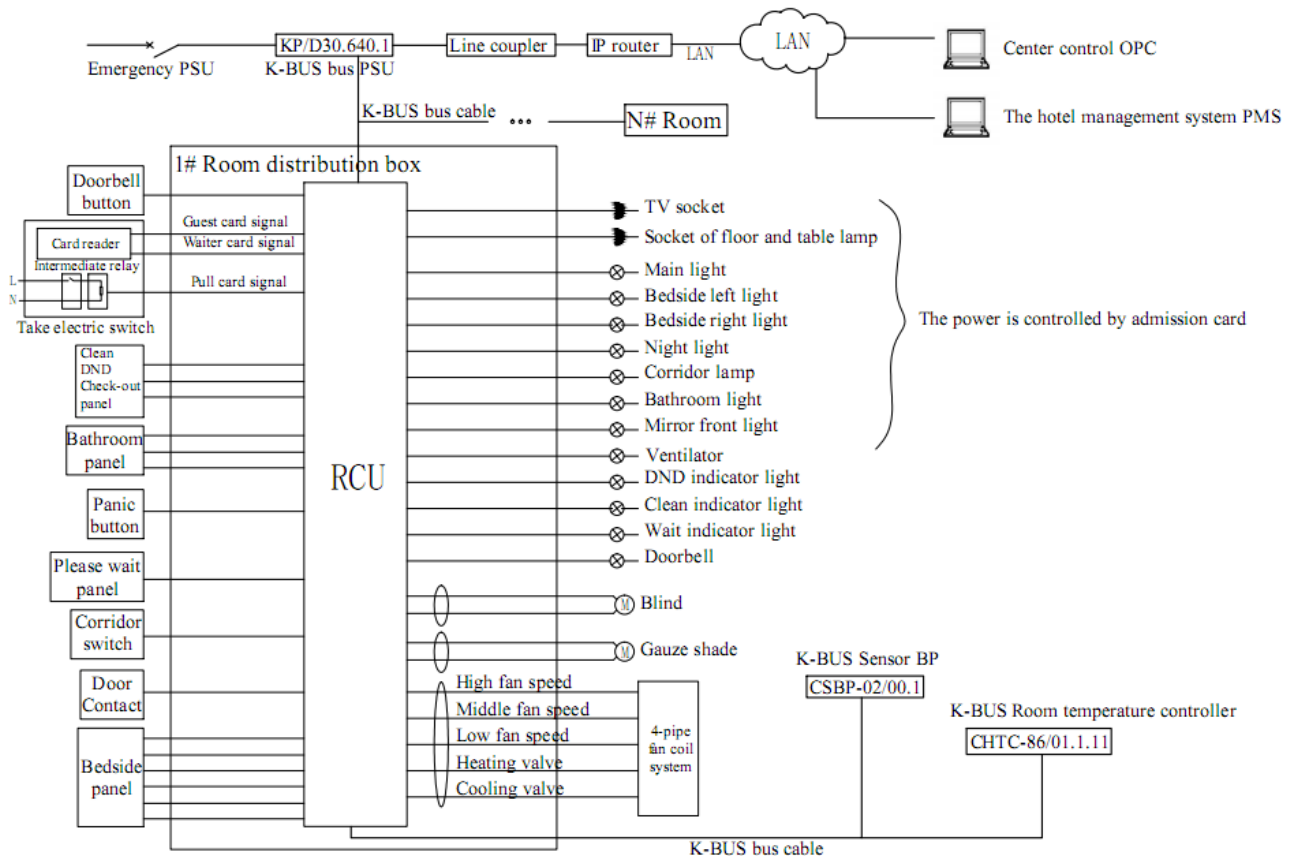 KP/D30.640.1
Line coupler
IP router
LAN
LAN
Center control OPC
Emergency PSU
K-BUS bus PSU
K-BUS bus cable
...
N# Room
The hotel management system PMS
1# Room distribution box
Doorbell
button
Guest card signal
Card reader
Waiter card signal
Intermediate relay
L
N
Pull card signal
Take electric switch
Clean
DND
Check-out
panel
Bathroom
panel
Panic
button
Please wait
panel
Corridor
switch
Door
Contact
Bedside
panel
RCU
TV socket
Socket of floor and table lamp
Main light
Bedside left light
Bedside right light
Night light
Corridor lamp
Bathroom light
Mirror front light
Ventilator
DND indicator light
Clean indicator light
Wait indicator light
Doorbell
The power is controlled by admission card
M
Blind
M
Gauze shade
High fan speed
Middle fan speed
Low fan speed
Heating valve
Cooling valve
4-pipe
fan coil
system
K-BUS Sensor BP
CSBP-02/00.1
K-BUS Room temperature controller
CHTC-86/01.1.11
K-BUS bus cable